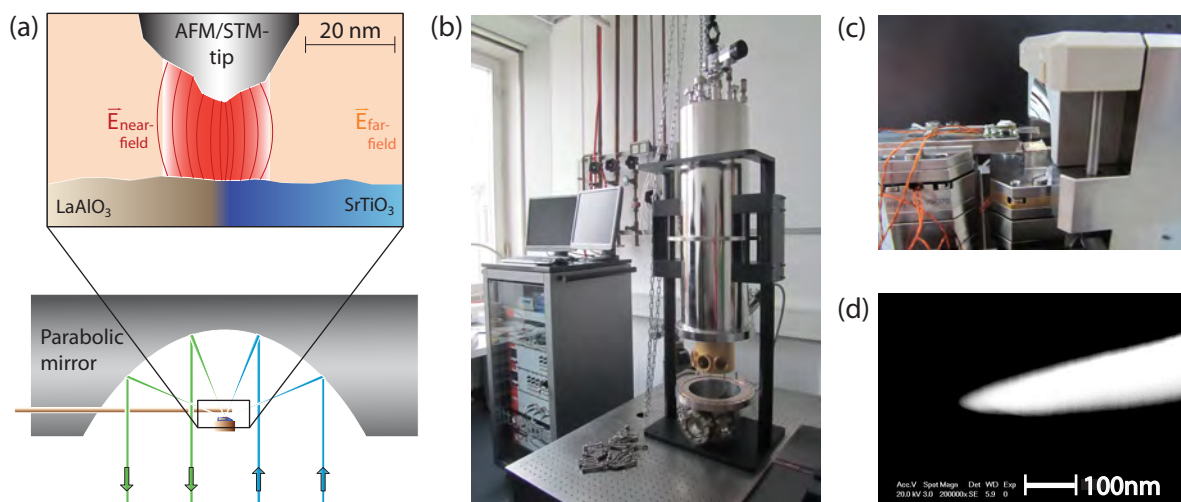 (a)
AFM/STM-
tip
20 nm
E near-
field
E far-
field
LaAlO3
SrTiO3
Parabolic
mirror
(b)
(c)
(d)
Acc.V Spot Magn Det WD Exp
20.0 kV 3.0 200000x SE 5.9 0
100nm